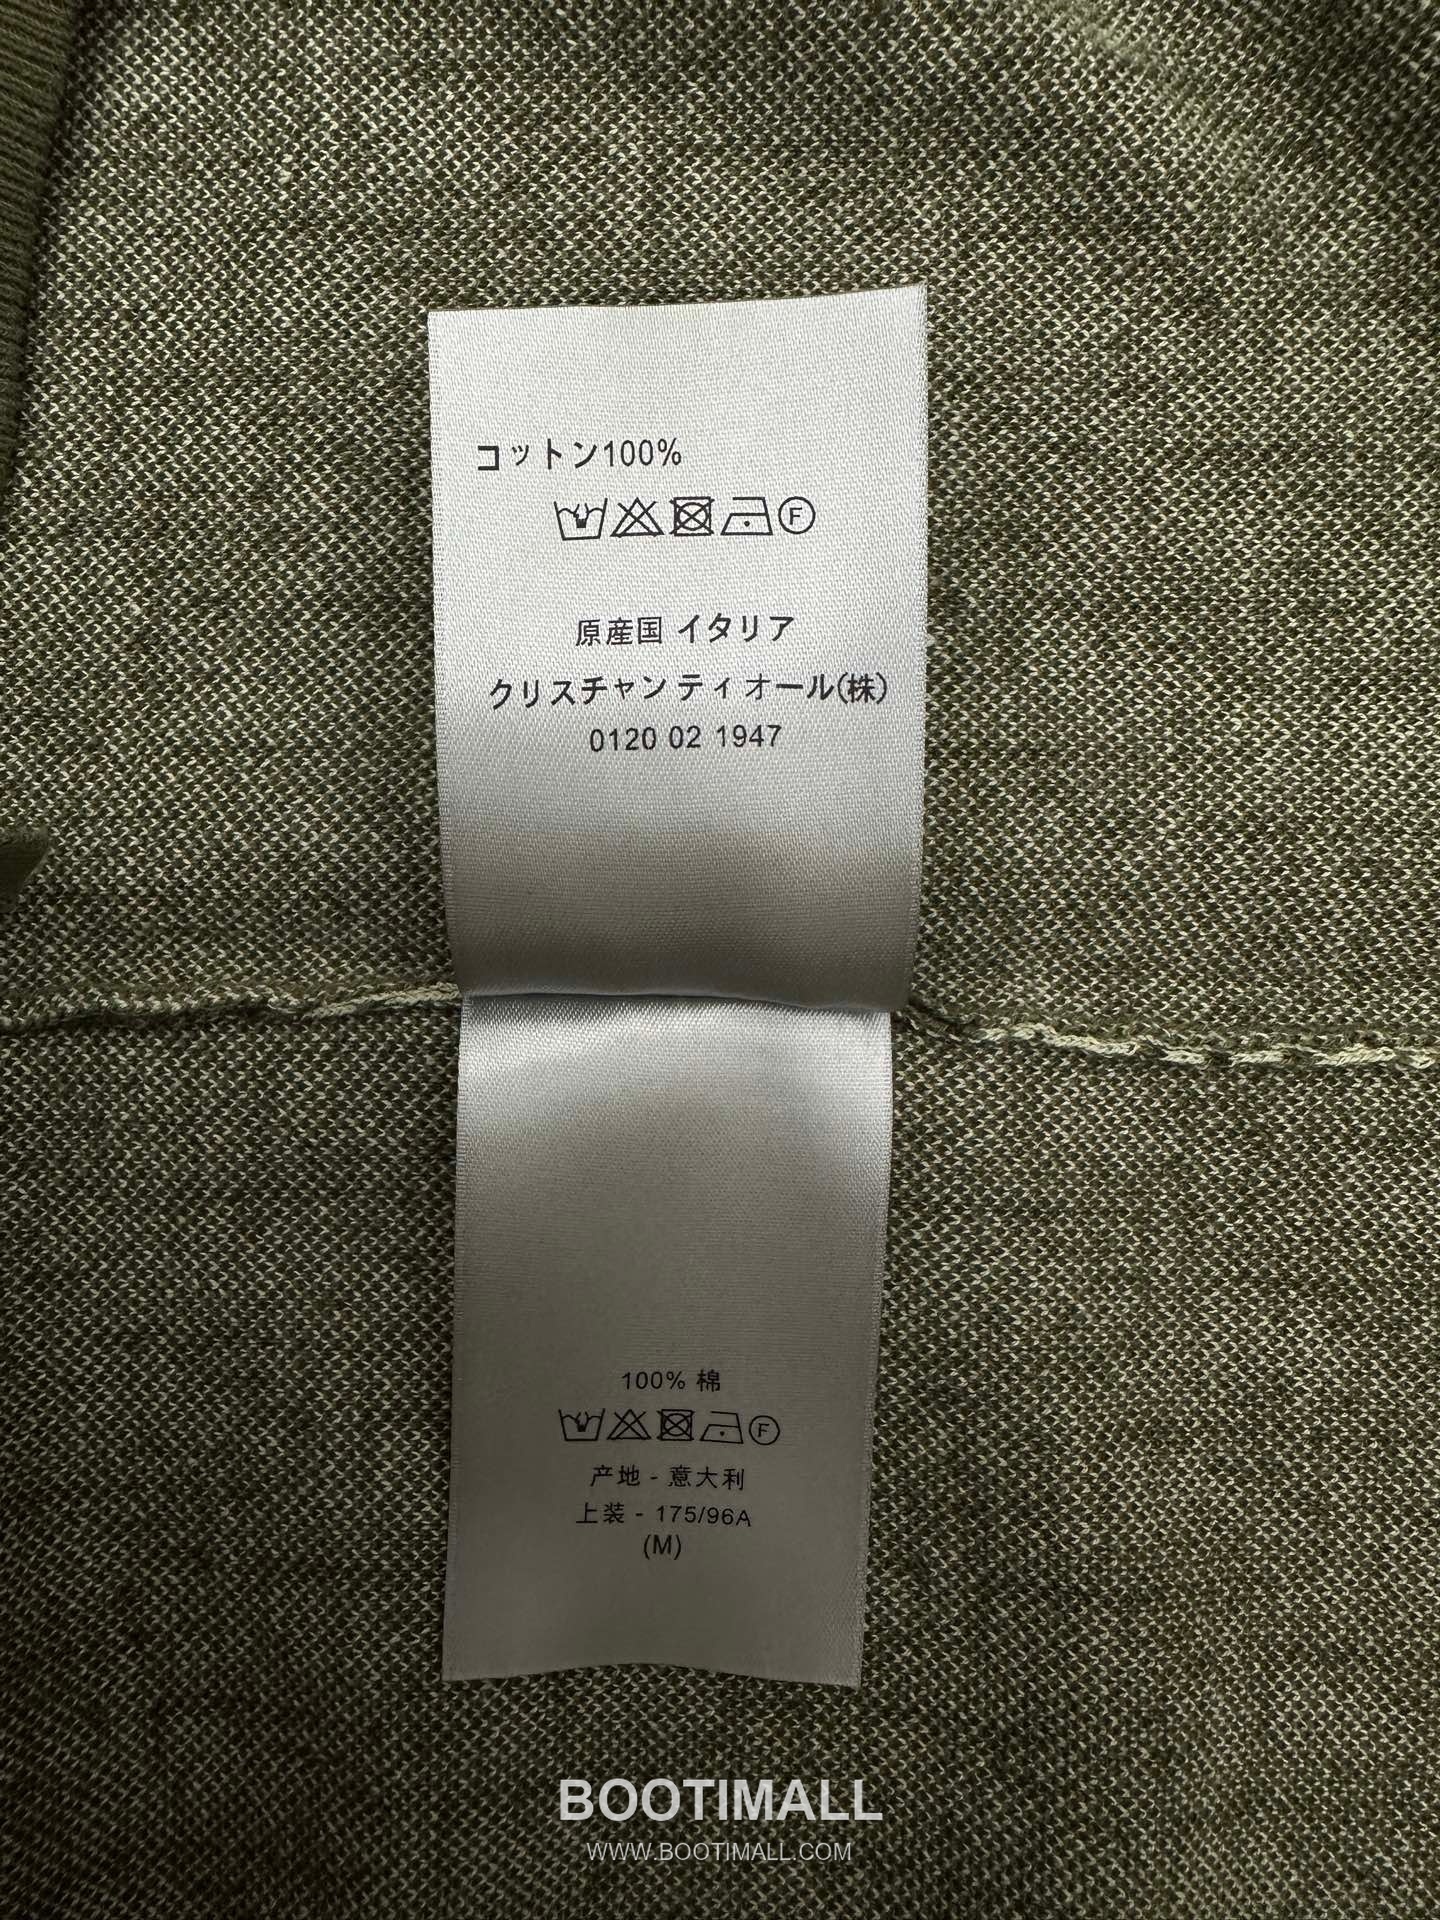 コットン100%
F
原産国 イタリア
クリスチャン ディオール(株)
0120 02 1947
100% 棉
F
产地 - 意大利
上装 - 175/96A
(M)
BOOTIMALL
WWW.BOOTIMALL.COM